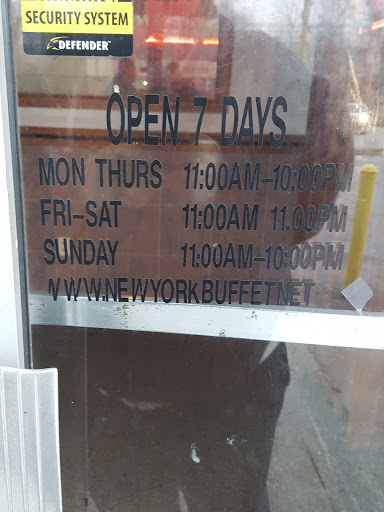 SECURITY SYSTEM
DEFENDER
OPEN 7 DAYS
MON THURS 11:00AM-10:00PM
FRI-SAT 11:00AM 11.00PM
SUNDAY 11:00AM-10:00PM
WWW.NEWYORKBUFFET.NET